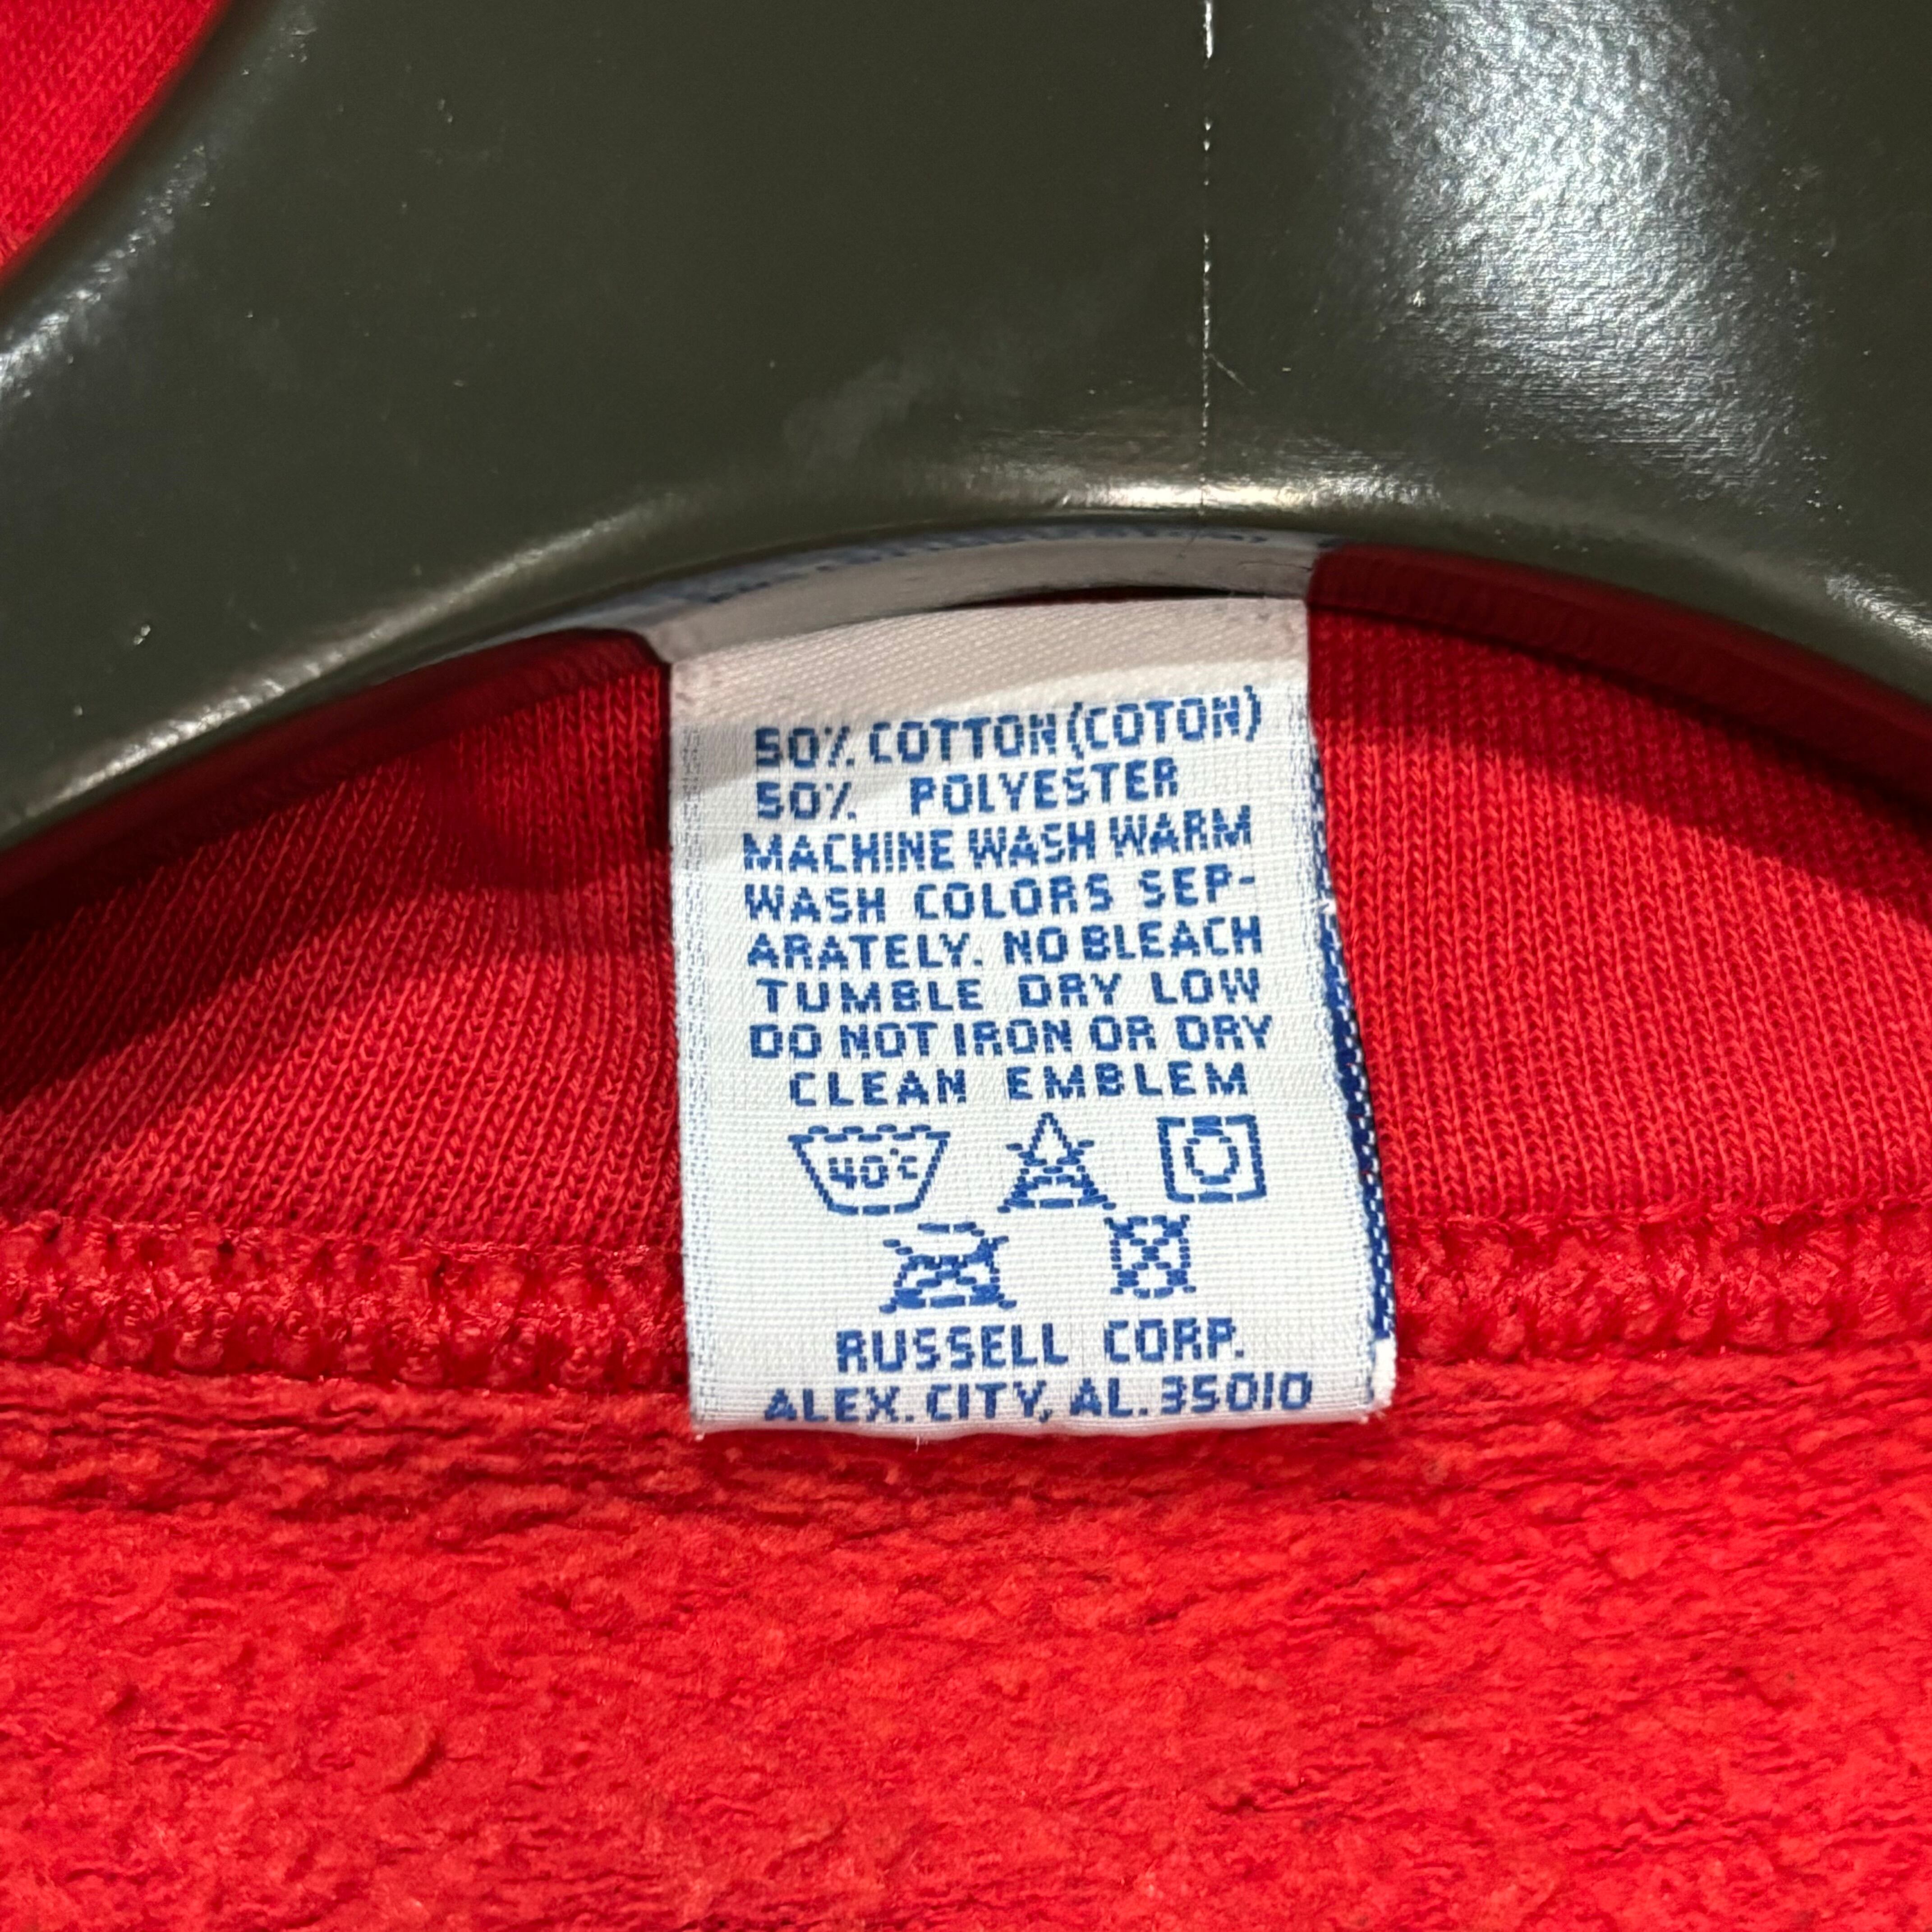 50% COTTON (COTON)
50% POLYESTER
MACHINE WASH WARM
WASH COLORS SEP-
ARATELY. NO BLEACH
TUMBLE DRY LOW
DO NOT IRON OR DRY
CLEAN EMBLEM
40°C
RUSSELL CORP.
ALEX. CITY, AL. 35010